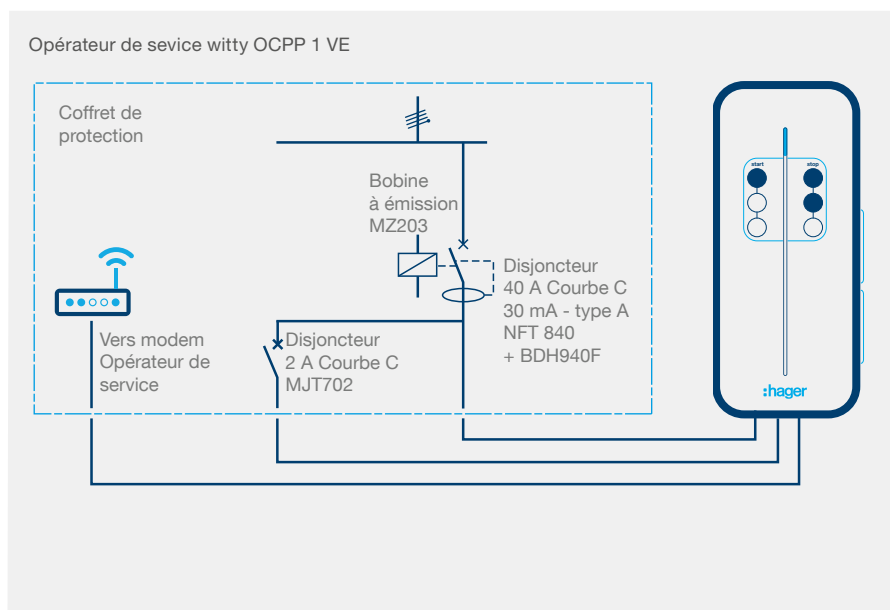 Opérateur de sevice witty OCPP 1 VE
Coffret de
protection
Bobine
à émission
MZ203
Disjoncteur
40 A Courbe C
30 mA - type A
NFT 840
+ BDH940F
Vers modem
Opérateur de
service
Disjoncteur
2 A Courbe C
MJT702
start
stop
:hager